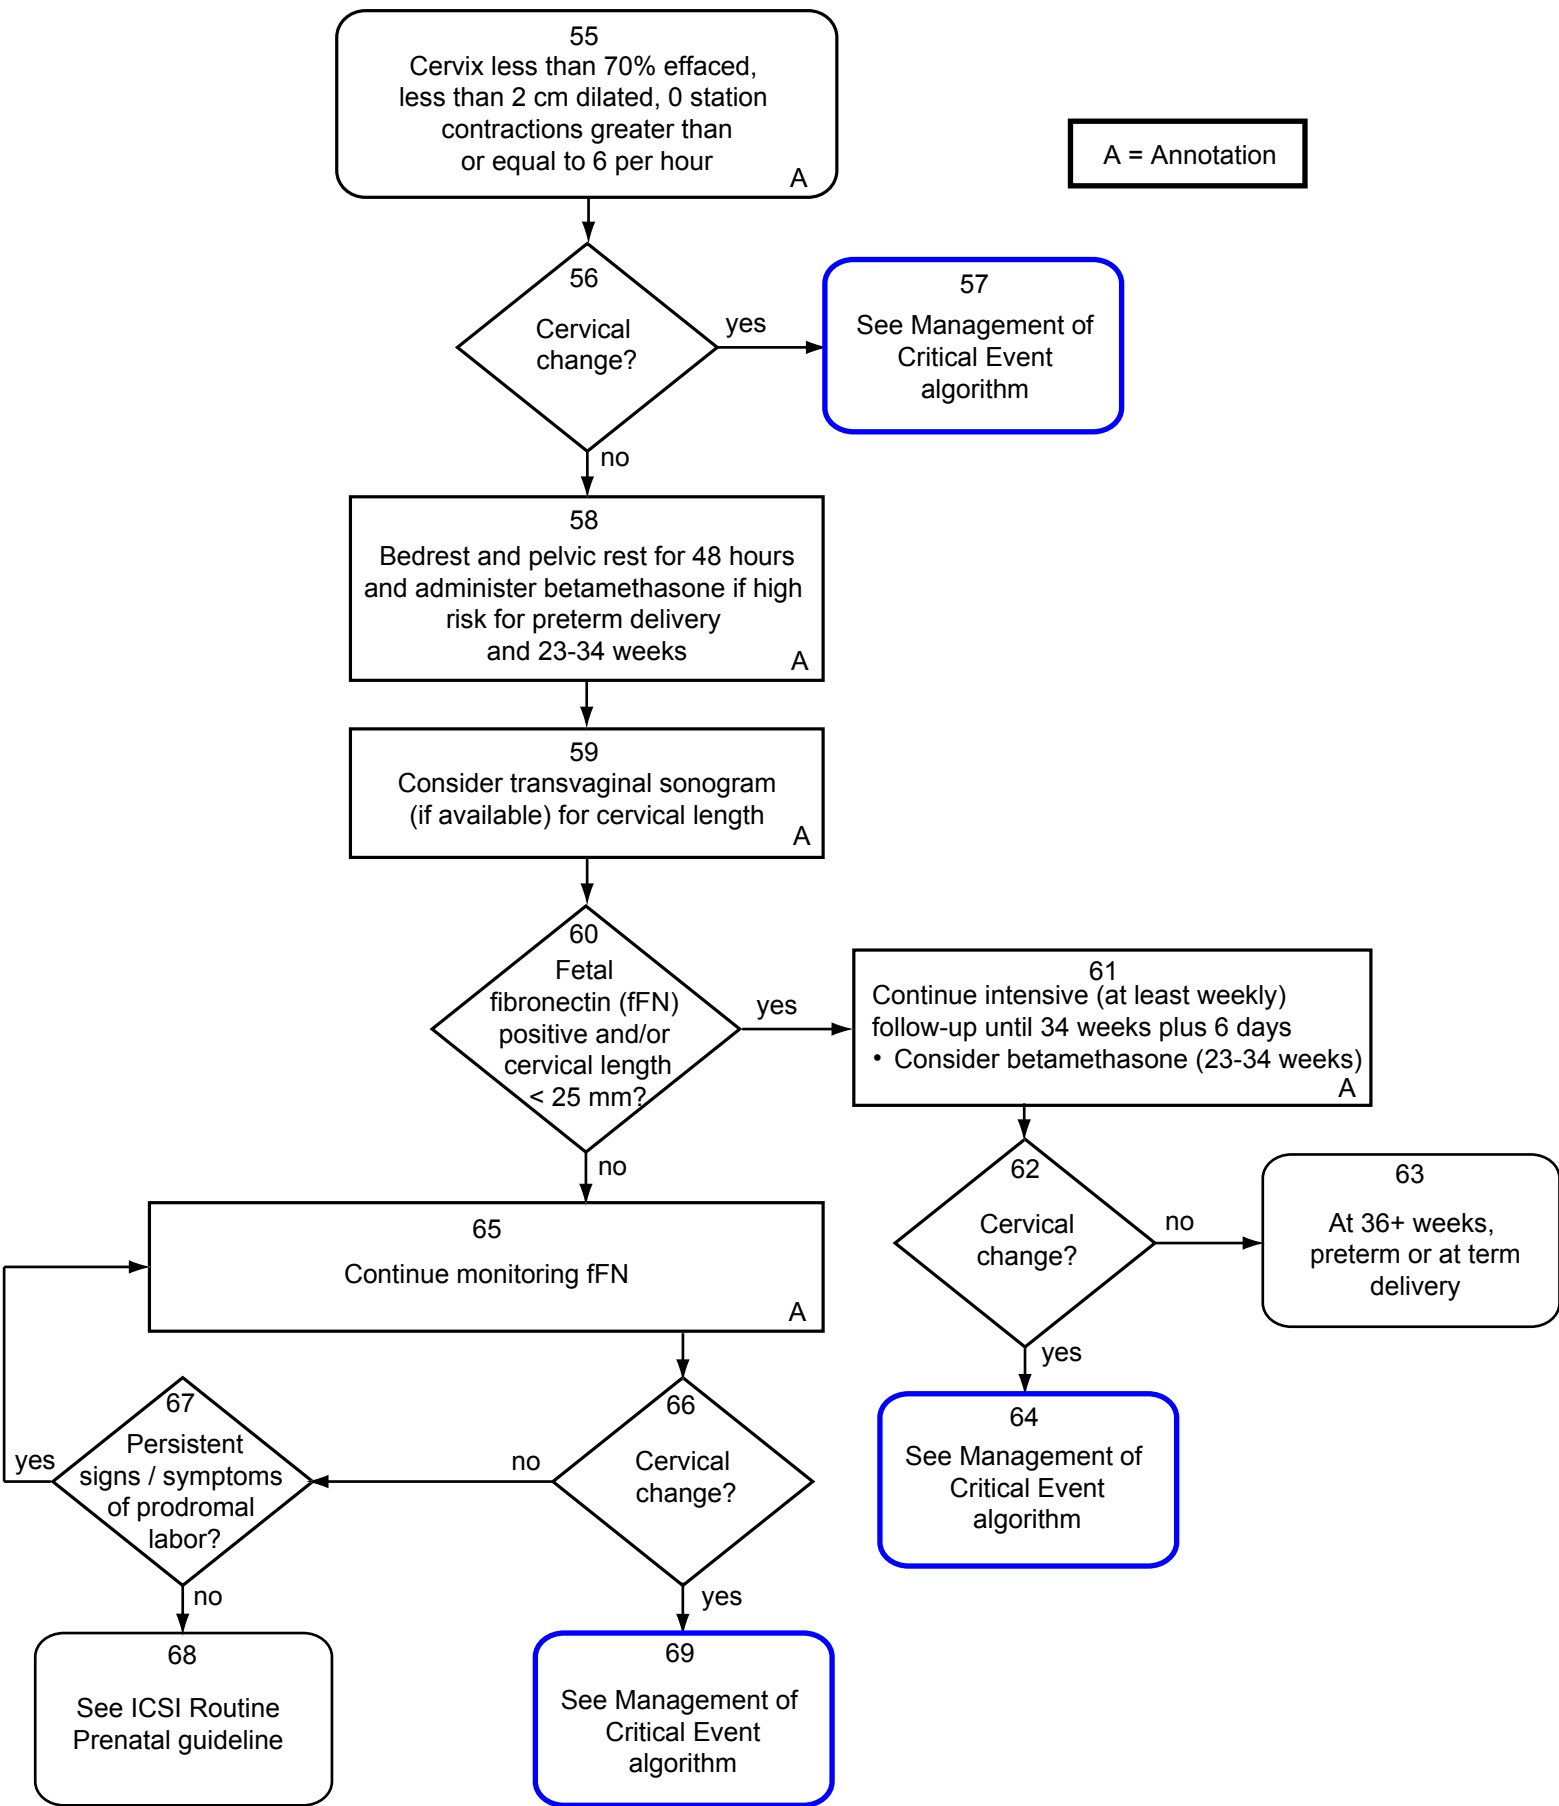 55
Cervix less than 70% effaced,
less than 2 cm dilated, 0 station
contractions greater than
or equal to 6 per hour
A
A = Annotation
56
Cervical
change?
yes
57
See Management of
Critical Event
algorithm
no
58
Bedrest and pelvic rest for 48 hours
and administer betamethasone if high
risk for preterm delivery
and 23-34 weeks
A
59
Consider transvaginal sonogram
(if available) for cervical length
A
60
Fetal
fibronectin (fFN)
positive and/or
cervical length
< 25 mm?
yes
61
Continue intensive (at least weekly)
follow-up until 34 weeks plus 6 days
• Consider betamethasone (23-34 weeks)
A
no
62
Cervical
change?
no
63
At 36+ weeks,
preterm or at term
delivery
yes
64
See Management of
Critical Event
algorithm
65
Continue monitoring fFN
A
66
Cervical
change?
no
67
Persistent
signs / symptoms
of prodromal
labor?
yes
no
68
See ICSI Routine
Prenatal guideline
yes
69
See Management of
Critical Event
algorithm